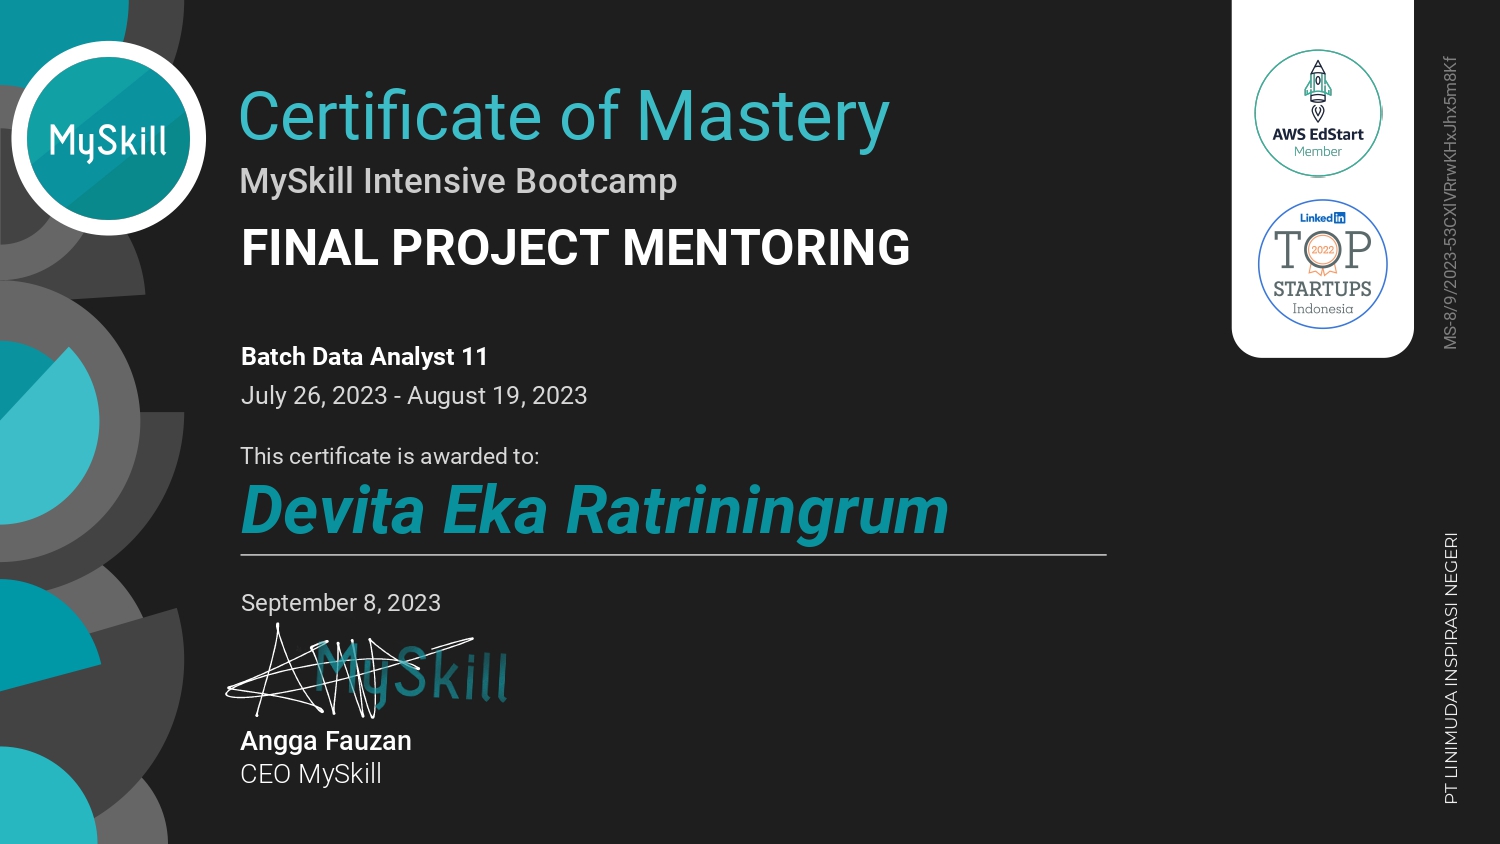 MySkill
Certificate of Mastery
MySkill Intensive Bootcamp
FINAL PROJECT MENTORING
Batch Data Analyst 11
July 26, 2023 - August 19, 2023
This certificate is awarded to:
Devita Eka Ratriningrum
September 8, 2023
MySkill
Angga Fauzan
CEO MySkill
AWS EdStart
Member
Linked in
TOP
2022
STARTUPS
Indonesia
MS-8/9/2023-53CXIVRrwKHxJhx5m8Kf
PT LINIMUDA INSPIRASI NEGERI